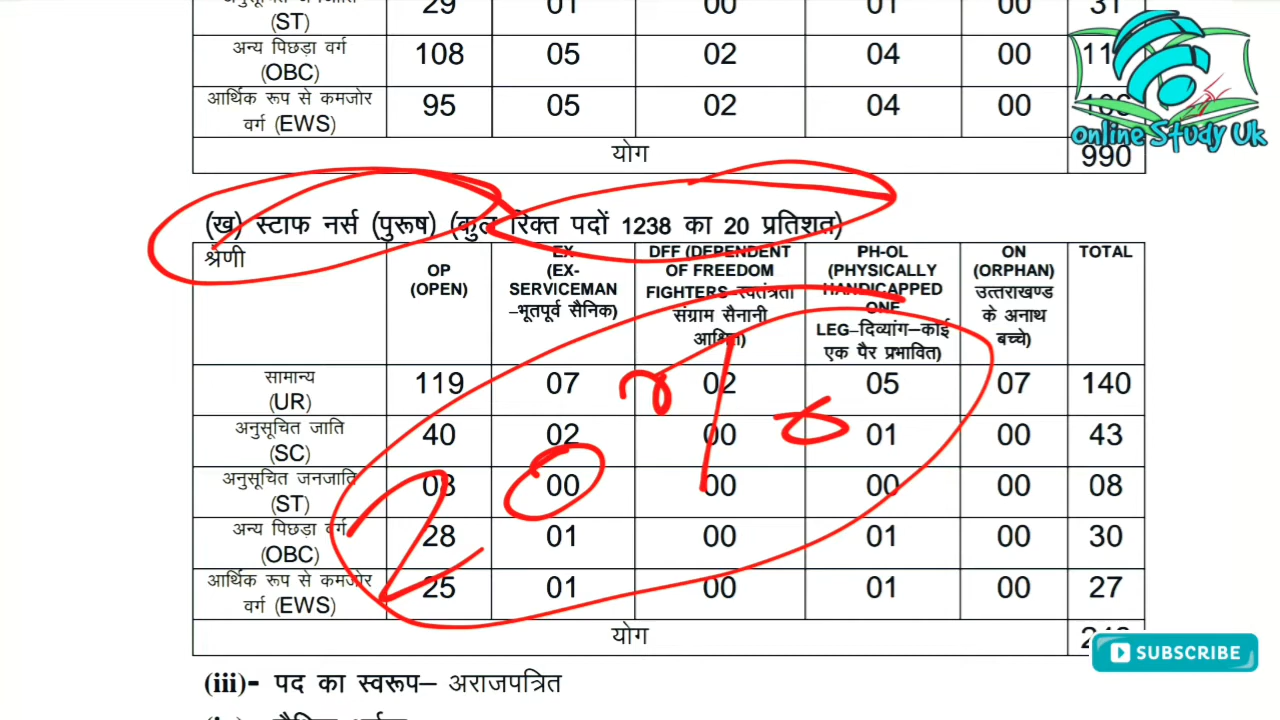 29 01 00 01 00 31
(ST)
अन्य पिछड़ा वर्ग
(OBC) 108 05 02 04 00
आर्थिक रूप से कमजोर
वर्ग (EWS) 95 05 02 04 00
योग 990
Online Study Uk
(ख) स्टाफ नर्स (पुरूष) (कुल रिक्त पदों 1238 का 20 प्रतिशत)
श्रेणी
OP
(OPEN)
EX
(EX-
SERVICEMAN
–भूतपूर्व सैनिक)
DFF (DEPENDENT
OF FREEDOM
FIGHTERS–स्वतंत्रता
संग्राम सैनानी
आश्रित)
PH-OL
(PHYSICALLY
HANDICAPPED
ONE
LEG–दिव्यांग–कोई
एक पैर प्रभावित)
ON
(ORPHAN)
उत्तराखण्ड
के अनाथ
बच्चे)
TOTAL
सामान्य
(UR) 119 07 02 05 07 140
अनुसूचित जाति
(SC) 40 02 00 01 00 43
अनुसूचित जनजाति
(ST) 08 00 00 00 00 08
अन्य पिछड़ा वर्ग
(OBC) 28 01 00 01 00 30
आर्थिक रूप से कमजोर
वर्ग (EWS) 25 01 00 01 00 27
योग
SUBSCRIBE
(iii)- पद का स्वरूप– अराजपत्रित